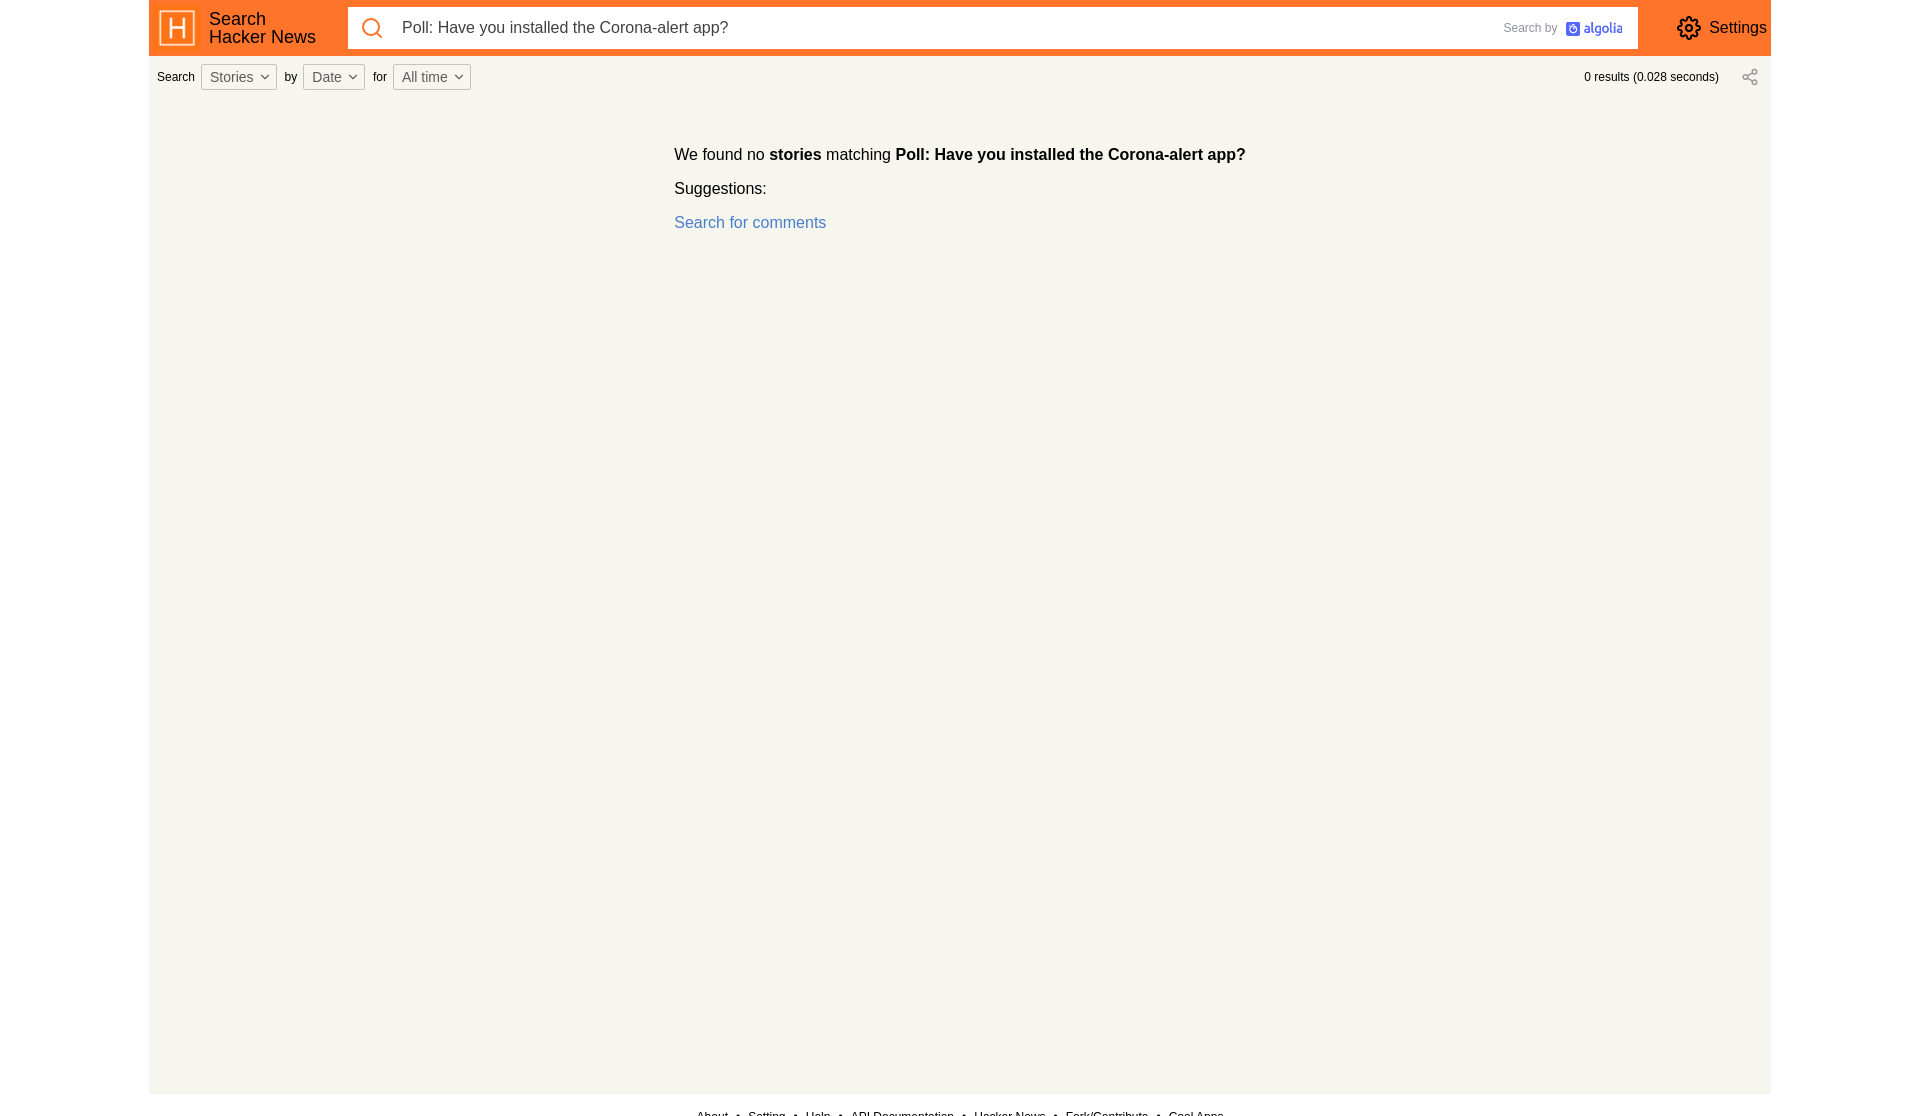 Search
Hacker News
Poll: Have you installed the Corona-alert app?
Search by algolia
Settings
Search Stories by Date for All time
0 results (0.028 seconds)
We found no stories matching Poll: Have you installed the Corona-alert app?
Suggestions:
Search for comments
About • Setting • Help • API Documentation • Hacker News • Fork/Contribute • Cool Apps